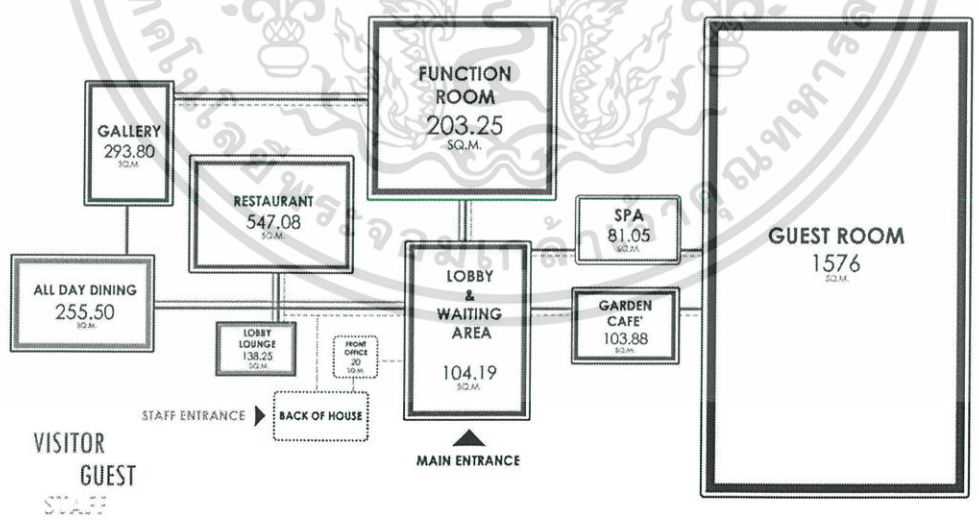 FUNCTION
ROOM
203.25
SQ.M.
GALLERY
293.80
SQ.M
RESTAURANT
547.08
SQ.M.
SPA
81.05
SQ.M.
GUEST ROOM
1576
SQ.M.
LOBBY
&
WAITING
AREA
104.19
SQ.M.
ALL DAY DINING
255.50
SQ.M.
GARDEN
CAFE'
103.88
SQ.M.
LOBBY
LOUNGE
138.25
SQ.M.
FRONT
OFFICE
20
SQ.M.
STAFF ENTRANCE
BACK OF HOUSE
MAIN ENTRANCE
VISITOR
GUEST
STAFF